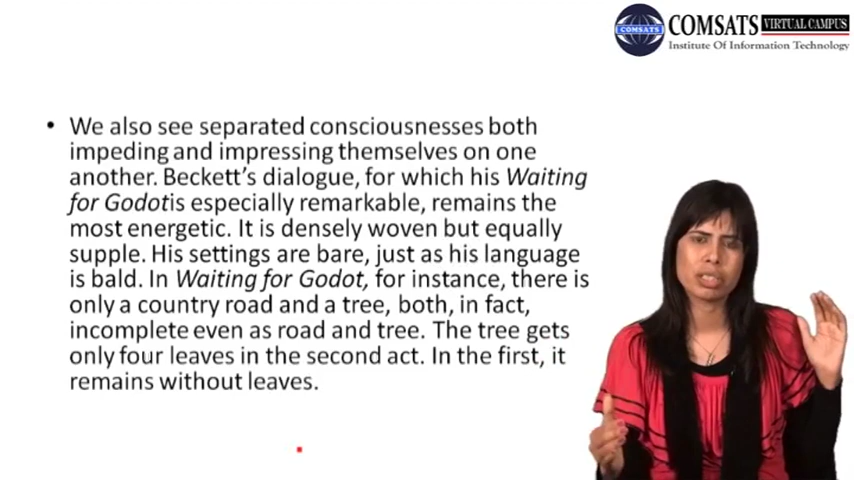 COMSATS
COMSATS VIRTUAL CAMPUS
Institute Of Information Technology
• We also see separated consciousnesses both
impeding and impressing themselves on one
another. Beckett's dialogue, for which his Waiting
for Godotis especially remarkable, remains the
most energetic. It is densely woven but equally
supple. His settings are bare, just as his language
is bald. In Waiting for Godot, for instance, there is
only a country road and a tree, both, in fact,
incomplete even as road and tree. The tree gets
only four leaves in the second act. In the first, it
remains without leaves.